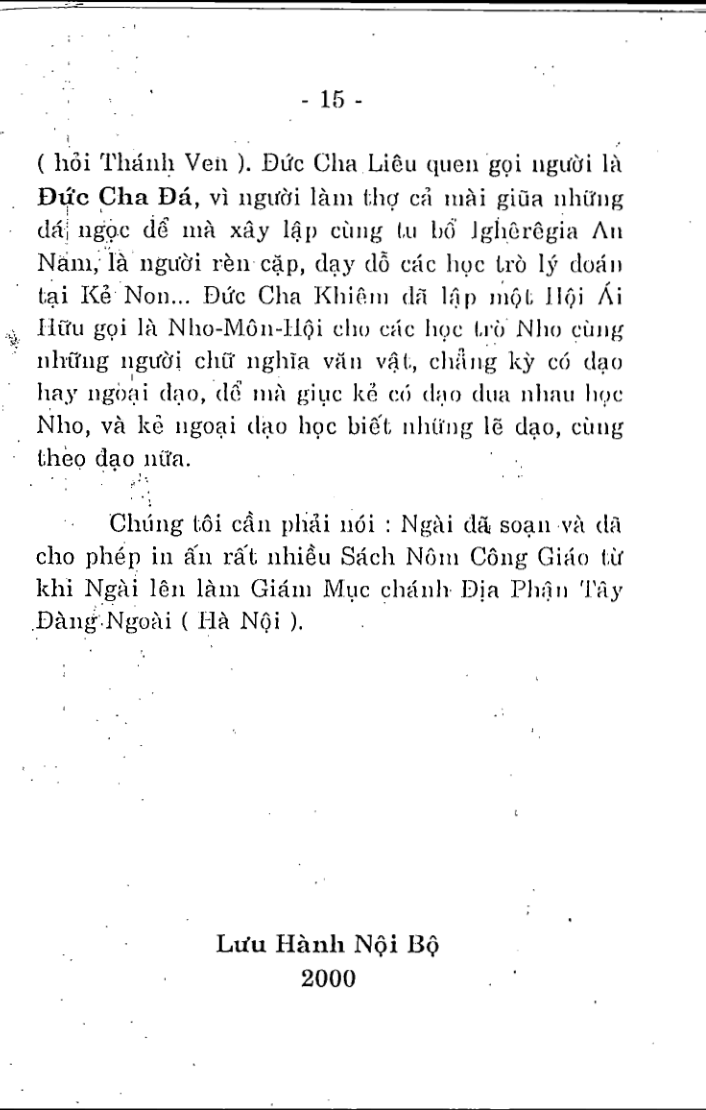 - 15 -
( hỏi Thánh Ven ). Đức Cha Liêu quen gọi người là
Đức Cha Đá, vì người làm thợ cả mài giũa những
đá ngọc để mà xây lập cùng tu bổ Ighêrêgia An
Nam, là người rèn cặp, dạy dỗ các học trò lý đoán
tại Kẻ Non... Đức Cha Khiêm đã lập một Hội Ái
Hữu gọi là Nho-Môn-Hội cho các học trò Nho cùng
những người chữ nghĩa văn vật, chẳng kỳ có đạo
hay ngoại đạo, để mà giục kẻ có đạo đua nhau học
Nho, và kẻ ngoại đạo học biết những lẽ đạo, cùng
theo đạo nữa.
Chúng tôi cần phải nói : Ngài đã soạn và đã
cho phép in ấn rất nhiều Sách Nôm Công Giáo từ
khi Ngài lên làm Giám Mục chánh Địa Phận Tây
Đàng Ngoài ( Hà Nội ).
Lưu Hành Nội Bộ
2000